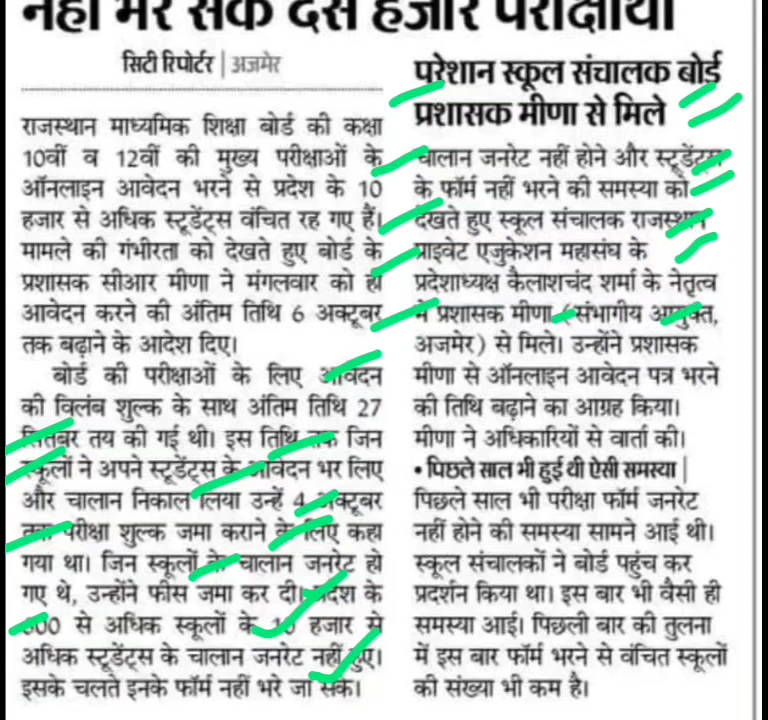 नहीं भर सके दस हजार परीक्षार्थी
सिटी रिपोर्टर | अजमेर
राजस्थान माध्यमिक शिक्षा बोर्ड की कक्षा
10वीं व 12वीं की मुख्य परीक्षाओं के
ऑनलाइन आवेदन भरने से प्रदेश के 10
हजार से अधिक स्टूडेंट्स वंचित रह गए हैं।
मामले की गंभीरता को देखते हुए बोर्ड के
प्रशासक सीआर मीणा ने मंगलवार को ही
आवेदन करने की अंतिम तिथि 6 अक्टूबर
तक बढ़ाने के आदेश दिए।
बोर्ड की परीक्षाओं के लिए आवेदन
की विलंब शुल्क के साथ अंतिम तिथि 27
सितंबर तय की गई थी। इस तिथि तक जिन
स्कूलों ने अपने स्टूडेंट्स के आवेदन भर लिए
और चालान निकाल लिया उन्हें 4 अक्टूबर
तक परीक्षा शुल्क जमा कराने के लिए कहा
गया था। जिन स्कूलों के चालान जनरेट हो
गए थे, उन्होंने फीस जमा कर दी। प्रदेश के
से अधिक स्कूलों के 10 हजार से
अधिक स्टूडेंट्स के चालान जनरेट नहीं हुए।
इसके चलते इनके फॉर्म नहीं भरे जा सके।
परेशान स्कूल संचालक बोर्ड
प्रशासक मीणा से मिले
चालान जनरेट नहीं होने और स्टूडेंट्स
के फॉर्म नहीं भरने की समस्या को
देखते हुए स्कूल संचालक राजस्थान
प्राइवेट एजुकेशन महासंघ के
प्रदेशाध्यक्ष कैलाशचंद शर्मा के नेतृत्व
में प्रशासक मीणा (संभागीय आयुक्त,
अजमेर) से मिले। उन्होंने प्रशासक
मीणा से ऑनलाइन आवेदन पत्र भरने
की तिथि बढ़ाने का आग्रह किया।
मीणा ने अधिकारियों से वार्ता की।
• पिछले साल भी हुई थी ऐसी समस्या |
पिछले साल भी परीक्षा फॉर्म जनरेट
नहीं होने की समस्या सामने आई थी।
स्कूल संचालकों ने बोर्ड पहुंच कर
प्रदर्शन किया था। इस बार भी वैसी ही
समस्या आई। पिछली बार की तुलना
में इस बार फॉर्म भरने से वंचित स्कूलों
की संख्या भी कम है।